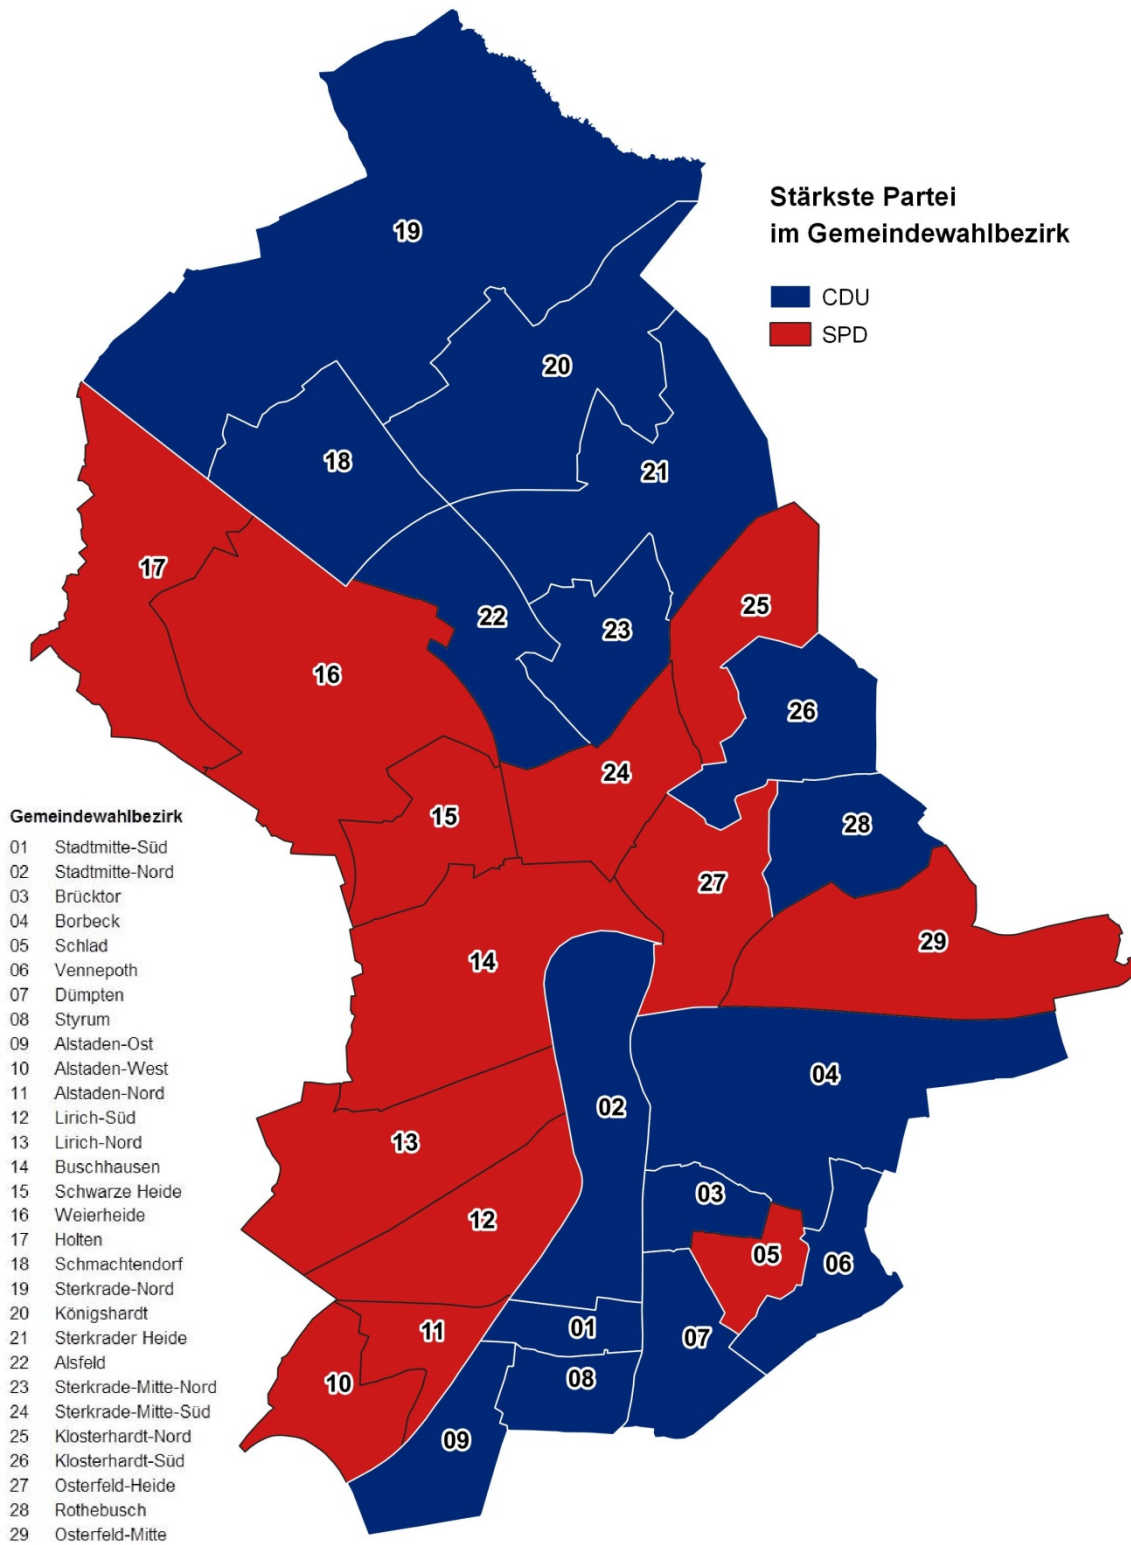 Stärkste Partei
im Gemeindewahlbezirk
CDU
SPD
19
20
18
21
17
25
22
23
16
26
24
15
28
27
29
14
04
02
13
03
12
05
06
01
11
07
08
10
09
Gemeindewahlbezirk
01 Stadtmitte-Süd
02 Stadtmitte-Nord
03 Brücktor
04 Borbeck
05 Schlad
06 Vennepoth
07 Dümpten
08 Styrum
09 Alstaden-Ost
10 Alstaden-West
11 Alstaden-Nord
12 Lirich-Süd
13 Lirich-Nord
14 Buschhausen
15 Schwarze Heide
16 Weierheide
17 Holten
18 Schmachtendorf
19 Sterkrade-Nord
20 Königshardt
21 Sterkrader Heide
22 Alsfeld
23 Sterkrade-Mitte-Nord
24 Sterkrade-Mitte-Süd
25 Klosterhardt-Nord
26 Klosterhardt-Süd
27 Osterfeld-Heide
28 Rothebusch
29 Osterfeld-Mitte